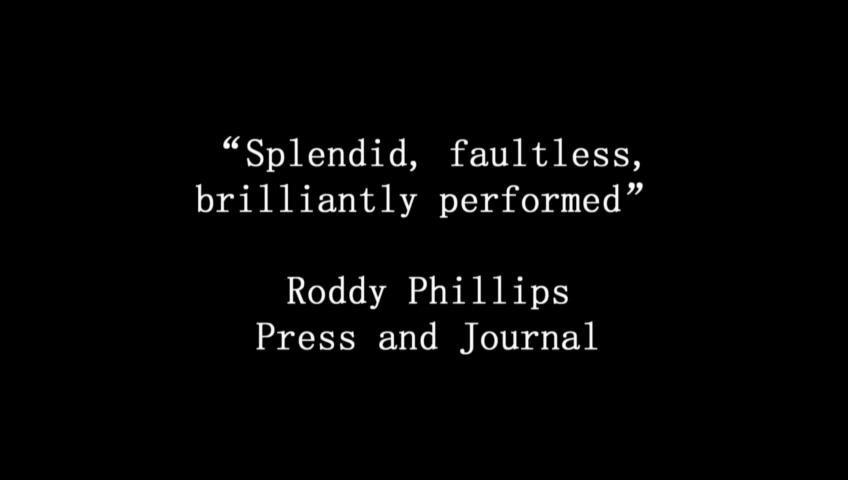 “Splendid, faultless,
brilliantly performed”
Roddy Phillips
Press and Journal